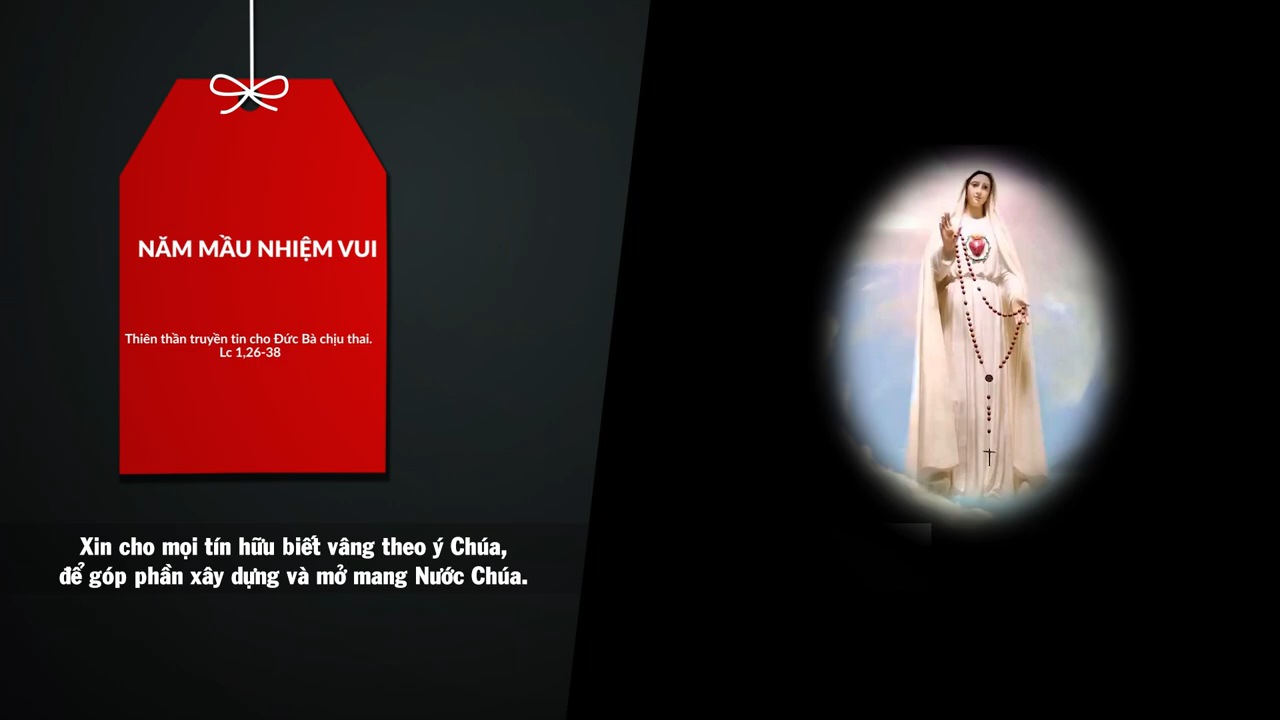 NĂM MẦU NHIỆM VUI
Thiên thần truyền tin cho Đức Bà chịu thai.
Lc 1,26-38
Xin cho mọi tín hữu biết vâng theo ý Chúa,
để góp phần xây dựng và mở mang Nước Chúa.